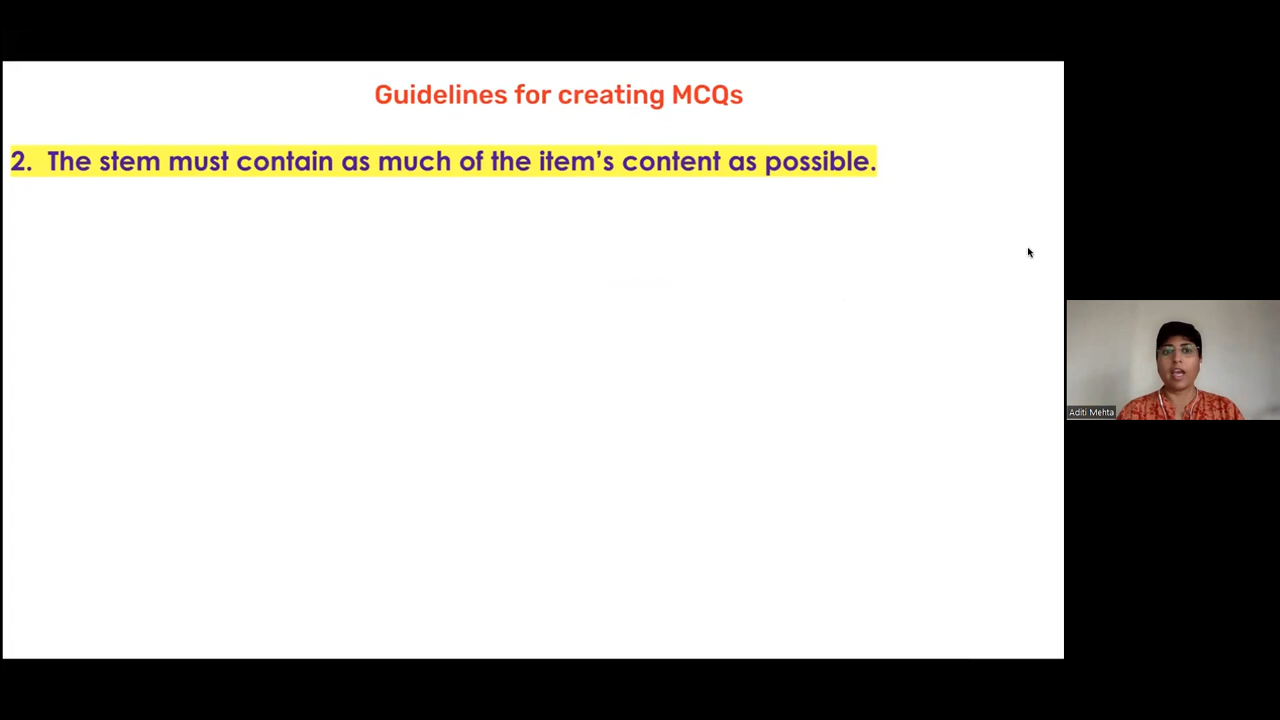 Guidelines for creating MCQs
2. The stem must contain as much of the item's content as possible.
Aditi Mehta